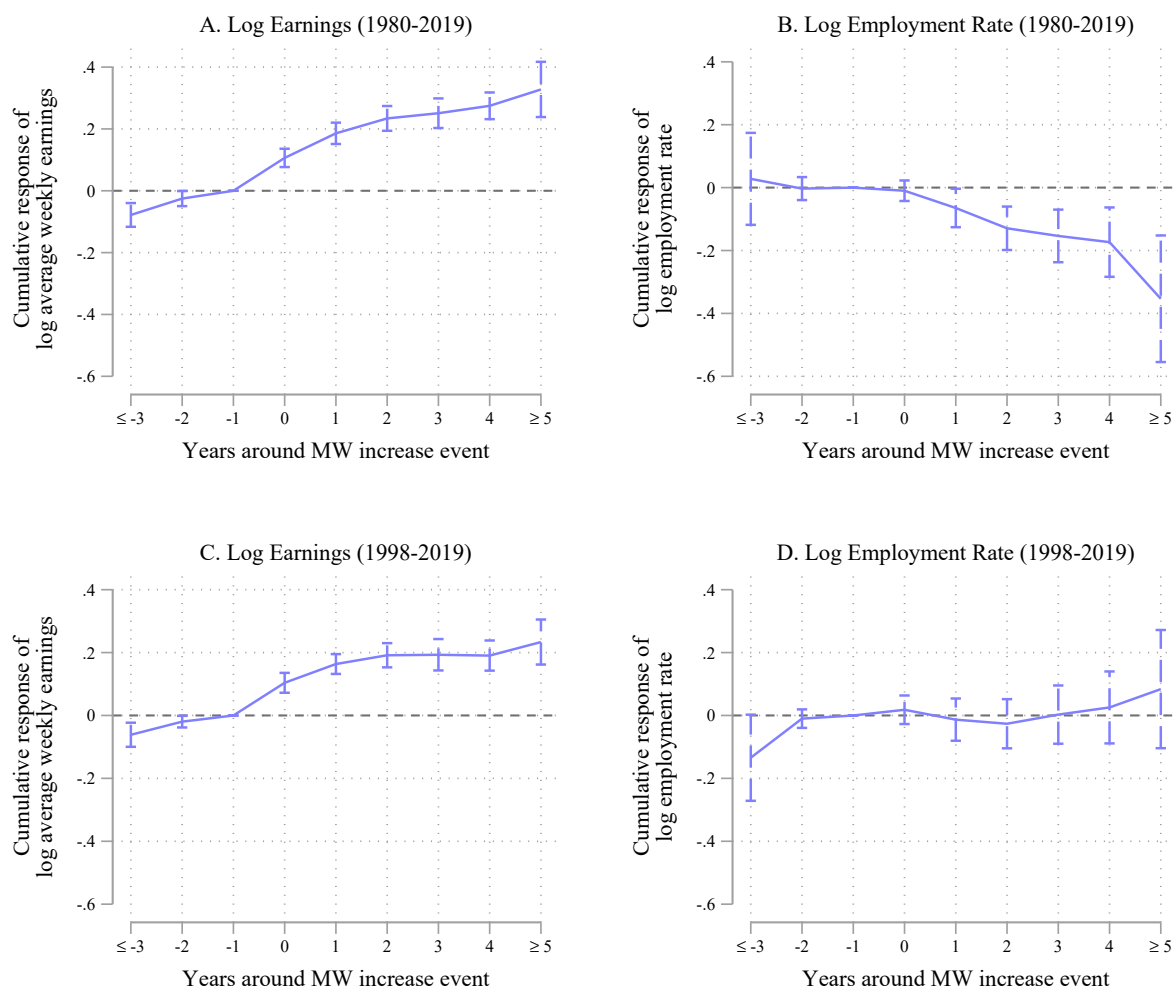 A. Log Earnings (1980-2019)
Cumulative response of
log average weekly earnings
.4
.2
0
-.2
-.4
-.6
≤ -3 -2 -1 0 1 2 3 4 ≥ 5
Years around MW increase event
B. Log Employment Rate (1980-2019)
Cumulative response of
log employment rate
.4
.2
0
-.2
-.4
-.6
≤ -3 -2 -1 0 1 2 3 4 ≥ 5
Years around MW increase event
C. Log Earnings (1998-2019)
Cumulative response of
log average weekly earnings
.4
.2
0
-.2
-.4
-.6
≤ -3 -2 -1 0 1 2 3 4 ≥ 5
Years around MW increase event
D. Log Employment Rate (1998-2019)
Cumulative response of
log employment rate
.4
.2
0
-.2
-.4
-.6
≤ -3 -2 -1 0 1 2 3 4 ≥ 5
Years around MW increase event